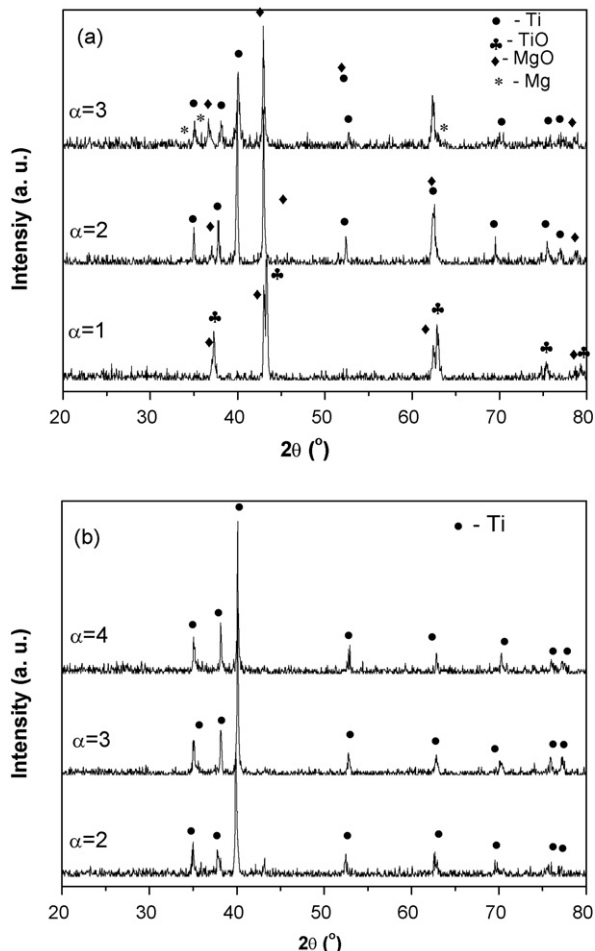 (a)
● - Ti
♣ - TiO
♦ - MgO
* - Mg
α=3
α=2
α=1
Intensiy (a. u.)
20 30 40 50 60 70 80
2θ (°)
(b)
● - Ti
α=4
α=3
α=2
Intensity (a. u.)
20 30 40 50 60 70 80
2θ (°)